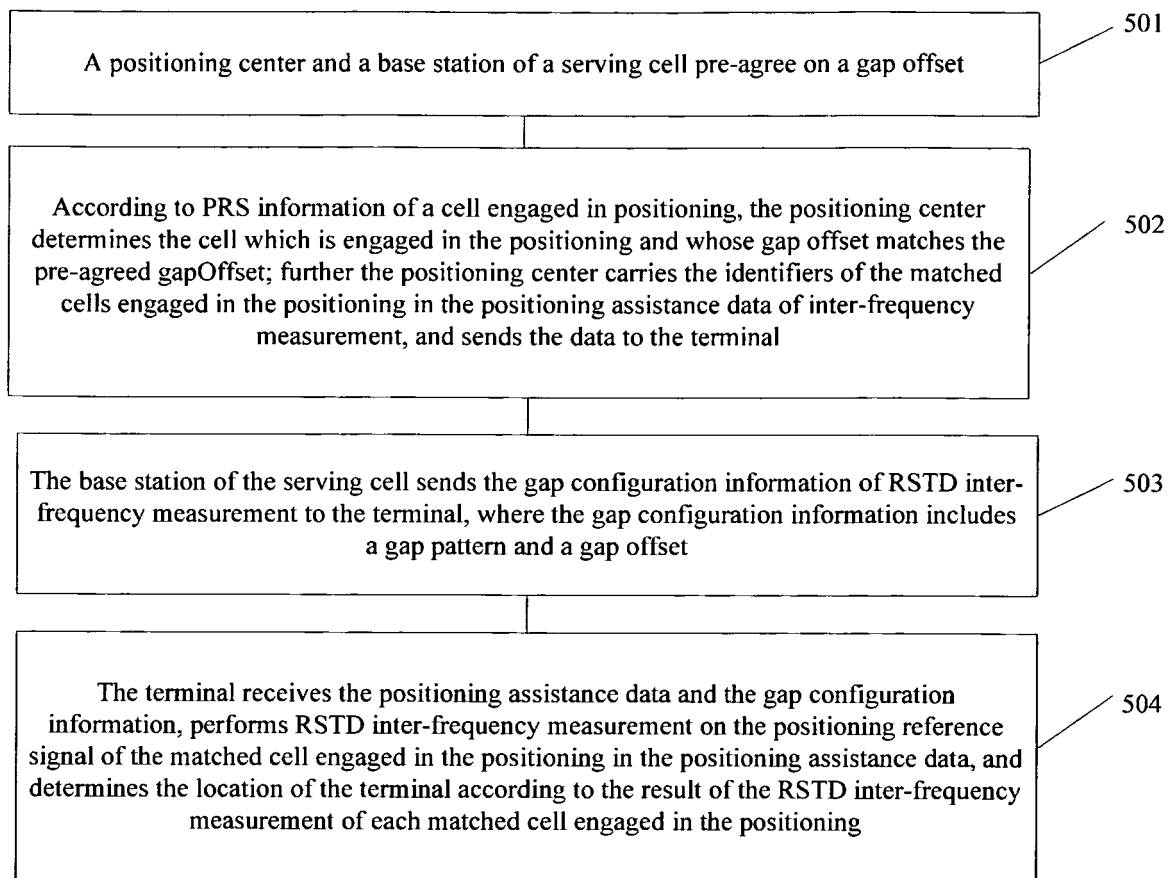 501
A positioning center and a base station of a serving cell pre-agree on a gap offset
According to PRS information of a cell engaged in positioning, the positioning center
determines the cell which is engaged in the positioning and whose gap offset matches the
pre-agreed gapOffset; further the positioning center carries the identifiers of the matched
cells engaged in the positioning in the positioning assistance data of inter-frequency
measurement, and sends the data to the terminal
502
The base station of the serving cell sends the gap configuration information of RSTD inter-
frequency measurement to the terminal, where the gap configuration information includes
a gap pattern and a gap offset
503
The terminal receives the positioning assistance data and the gap configuration
information, performs RSTD inter-frequency measurement on the positioning reference
signal of the matched cell engaged in the positioning in the positioning assistance data, and
determines the location of the terminal according to the result of the RSTD inter-frequency
measurement of each matched cell engaged in the positioning
504